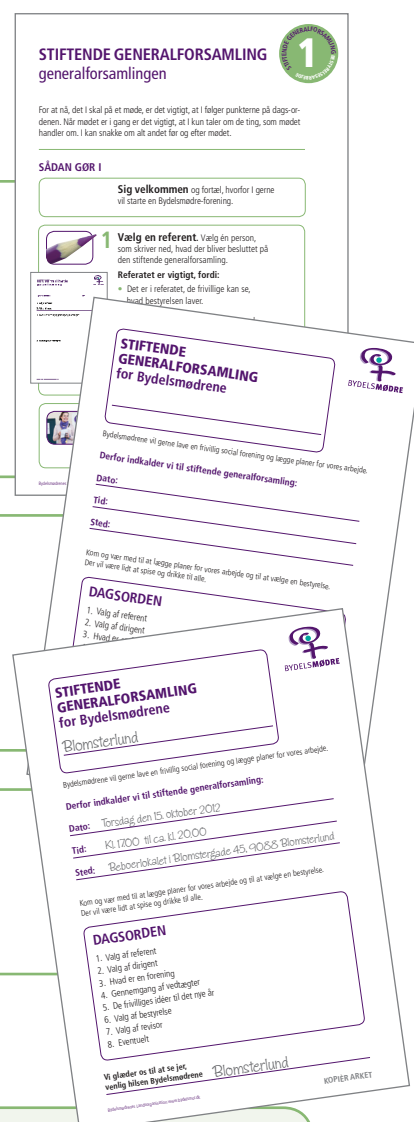 STIFTENDE GENERALFORSAMLING
generalforsamlingen
STIFTENDE GENERALFORSAMLING
1
For at nå, det I skal på et møde, er det vigtigt, at I følger punkterne på dags-or-
denen. Når mødet er i gang er det vigtigt, at I kun taler om de ting, som mødet
handler om. I kan snakke om alt andet før og efter mødet.
SÅDAN GØR I
Sig velkommen og fortæl, hvorfor I gerne
vil starte en Bydelsmødre-forening.
1 Vælg en referent. Vælg én person,
som skriver ned, hvad der bliver besluttet på
den stiftende generalforsamling.
Referatet er vigtigt, fordi:
• Det er i referatet, de frivillige kan se,
hvad bestyrelsen laver.
STIFTENDE
GENERALFORSAMLING
for Bydelsmødrene
BYDELSMØDRE
Bydelsmødrene vil gerne lave en frivillig social forening og lægge planer for vores arbejde.
Derfor indkalder vi til stiftende generalforsamling:
Dato:
Tid:
Sted:
Kom og vær med til at lægge planer for vores arbejde og til at vælge en bestyrelse.
Der vil være lidt at spise og drikke til alle.
DAGSORDEN
1. Valg af referent
2. Valg af dirigent
3. Hvad er
STIFTENDE
GENERALFORSAMLING
for Bydelsmødrene
Blomsterlund
BYDELSMØDRE
Bydelsmødrene vil gerne lave en frivillig social forening og lægge planer for vores arbejde.
Derfor indkalder vi til stiftende generalforsamling:
Dato: Torsdag den 15. oktober 2012
Tid: Kl. 17.00 til ca. kl. 20.00
Sted: Beboerlokalet i Blomstergade 45, 9088 Blomsterlund
Kom og vær med til at lægge planer for vores arbejde og til at vælge en bestyrelse.
Der vil være lidt at spise og drikke til alle.
DAGSORDEN
1. Valg af referent
2. Valg af dirigent
3. Hvad er en forening
4. Gennemgang af vedtægter
5. De frivilliges idéer til det nye år
6. Valg af bestyrelse
7. Valg af revisor
8. Eventuelt
Vi glæder os til at se jer,
venlig hilsen Bydelsmødrene Blomsterlund
KOPIER ARKET